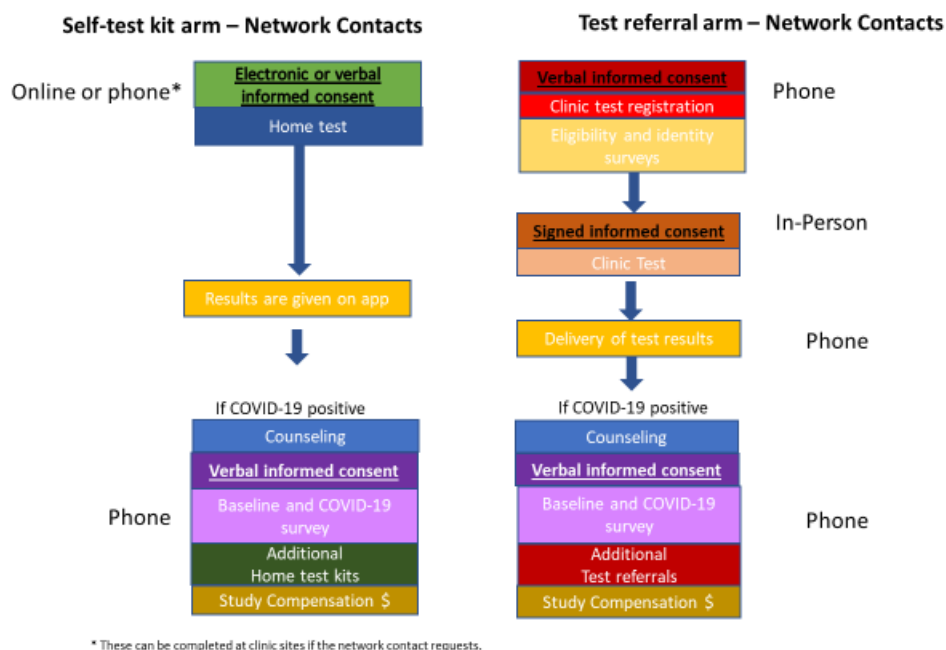 Self-test kit arm – Network Contacts
Online or phone*
Electronic or verbal
informed consent
Home test
Results are given on app
If COVID-19 positive
Counseling
Verbal informed consent
Phone
Baseline and COVID-19
survey
Additional
Home test kits
Study Compensation $
Test referral arm – Network Contacts
Verbal informed consent
Phone
Clinic test registration
Eligibility and identity
surveys
In-Person
Signed informed consent
Clinic Test
Delivery of test results
Phone
If COVID-19 positive
Counseling
Verbal informed consent
Baseline and COVID-19
survey
Phone
Additional
Test referrals
Study Compensation $
* These can be completed at clinic sites if the network contact requests.